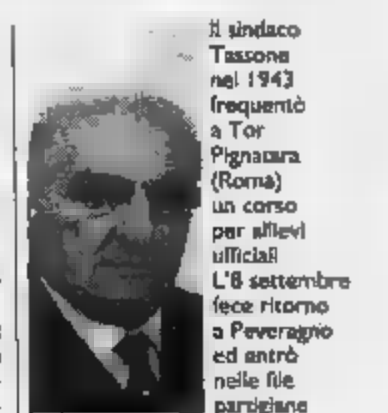 Il sindaco
Tassone
nel 1943
frequentò
a Tor
Pignatara
(Roma)
un corso
per allievi
ufficiali
L'8 settembre
fece ritorno
a Peveragno
ed entrò
nelle file
partigiane